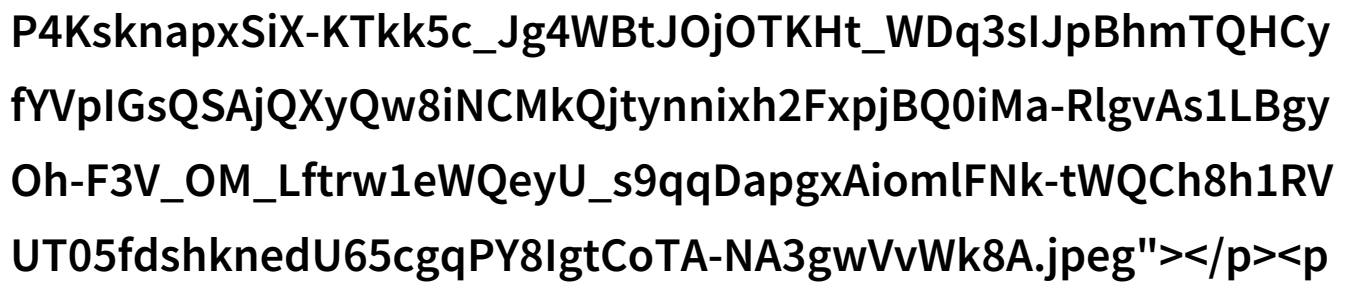 P4KsknapxSiX-KTkk5c_Jg4WBtJOjOTKHt_WDq3sIJpBhmTQHCy
fYVpIGsQSAjQXyQw8iNCMkQjtynnixh2FxpjBQ0iMa-RlgvAs1LBgy
Oh-F3V_OM_Lftrw1eWQeyU_s9qqDapgxAiomlFNk-tWQCh8h1RV
UT05fdshknedU65cgqPY8IgtCoTA-NA3gwVvWk8A.jpeg"></p><p